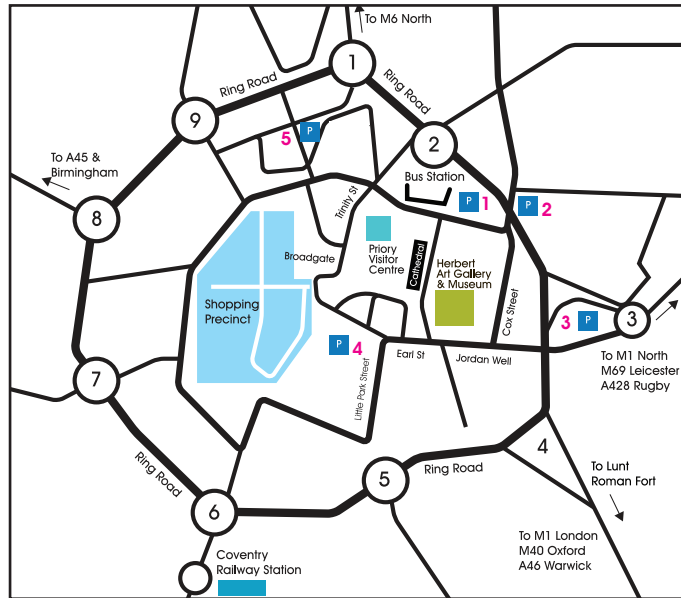 To M6 North
1
Ring Road
Ring Road
9
2
5
P
To A45 &
Birmingham
Bus Station
Trinity St
P
1
P
2
8
Priory
Visitor
Centre
Cathedral
Broadgate
Herbert
Art Gallery
& Museum
Shopping
Precinct
Cox Street
3
P
3
P
4
Earl St
Jordan Well
To M1 North
M69 Leicester
A428 Rugby
7
Little Park Street
4
Ring Road
Ring Road
5
To Lunt
Roman Fort
6
To M1 London
M40 Oxford
A46 Warwick
Coventry
Railway Station